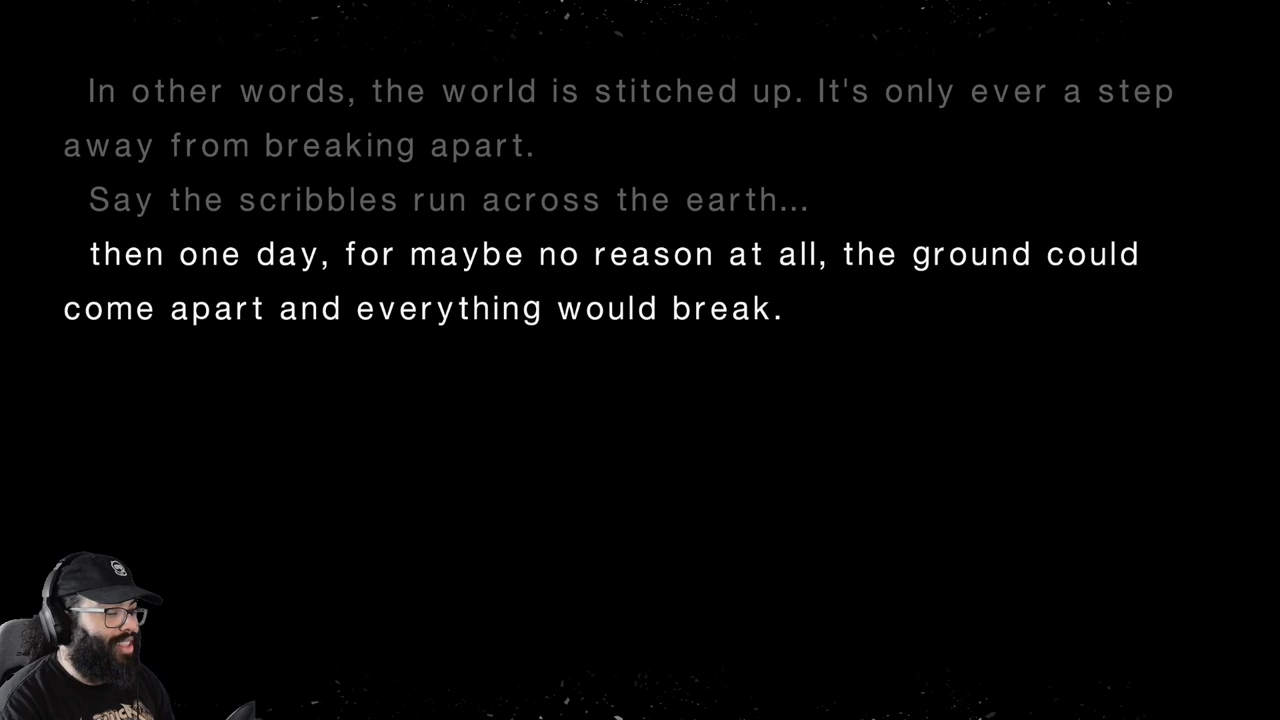 In other words, the world is stitched up. It's only ever a step
away from breaking apart.
Say the scribbles run across the earth...
then one day, for maybe no reason at all, the ground could
come apart and everything would break.